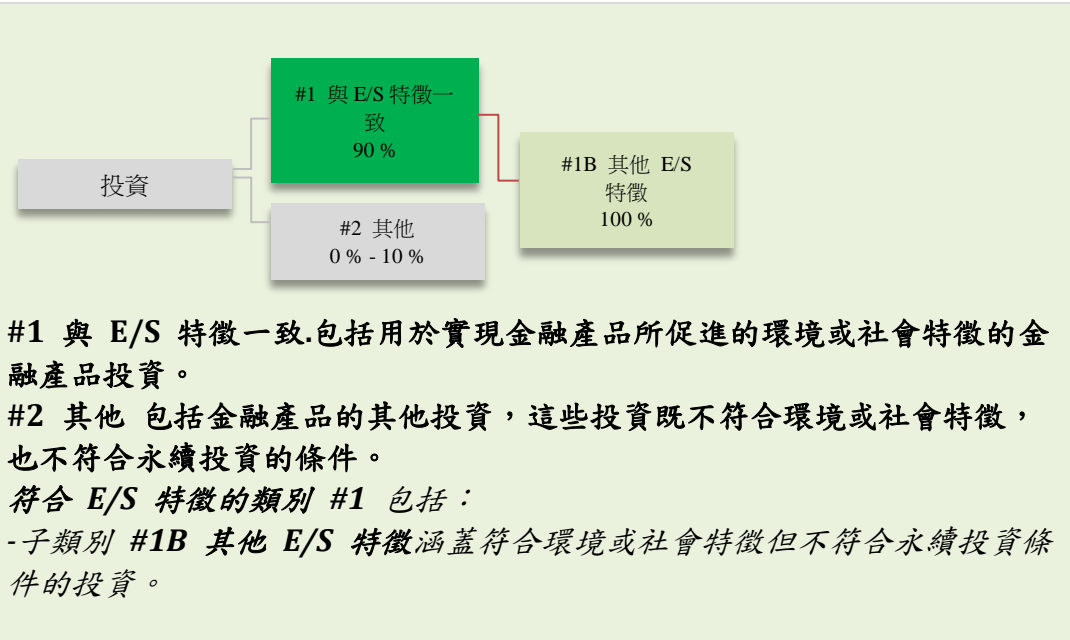 #1 與 E/S 特徵一
致
90 %
投資
#1B 其他 E/S
特徵
100 %
#2 其他
0 % - 10 %
#1 與 E/S 特徵一致.包括用於實現金融產品所促進的環境或社會特徵的金
融產品投資。
#2 其他 包括金融產品的其他投資，這些投資既不符合環境或社會特徵，
也不符合永續投資的條件。
符合 E/S 特徵的類別 #1 包括：
-子類別 #1B 其他 E/S 特徵涵蓋符合環境或社會特徵但不符合永續投資條
件的投資。